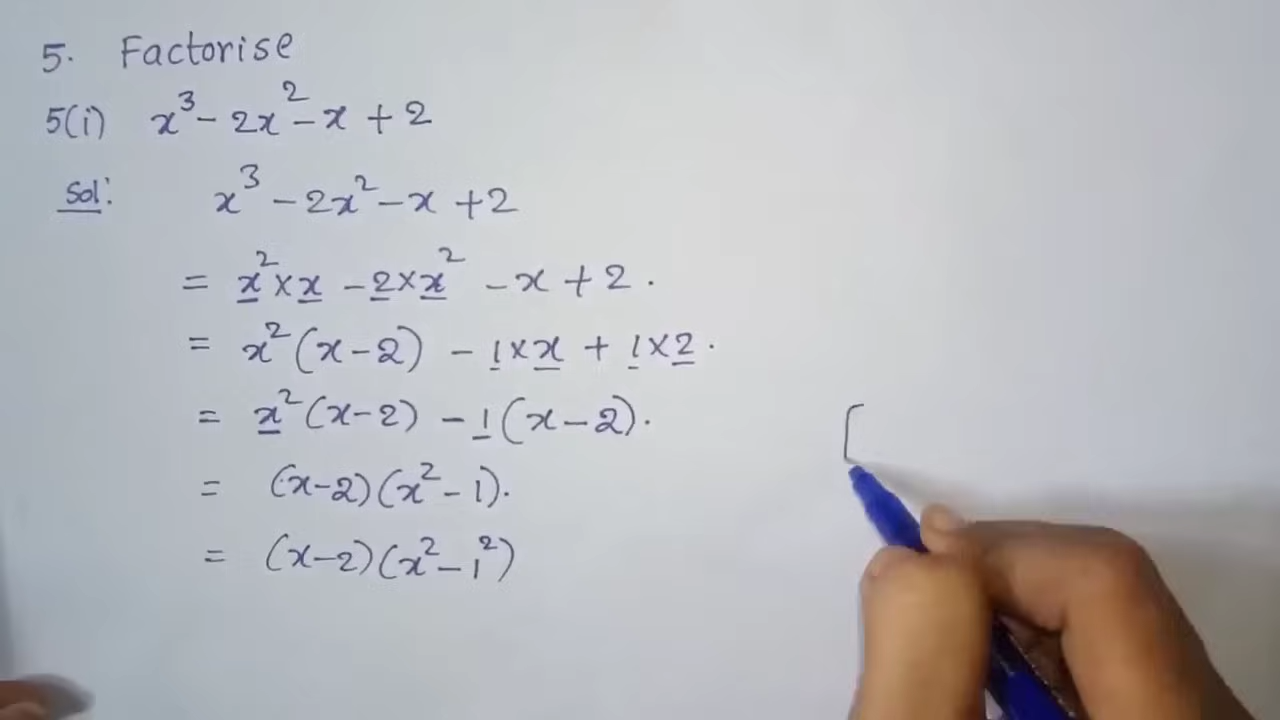 5. Factorise
5(i) x³ - 2x² - x + 2
Sol: x³ - 2x² - x + 2
= x² × x - 2 × x² - x + 2.
= x² (x - 2) - 1 × x + 1 × 2.
= x² (x - 2) - 1 (x - 2).
= (x - 2) (x² - 1).
= (x - 2) (x² - 1²)
[